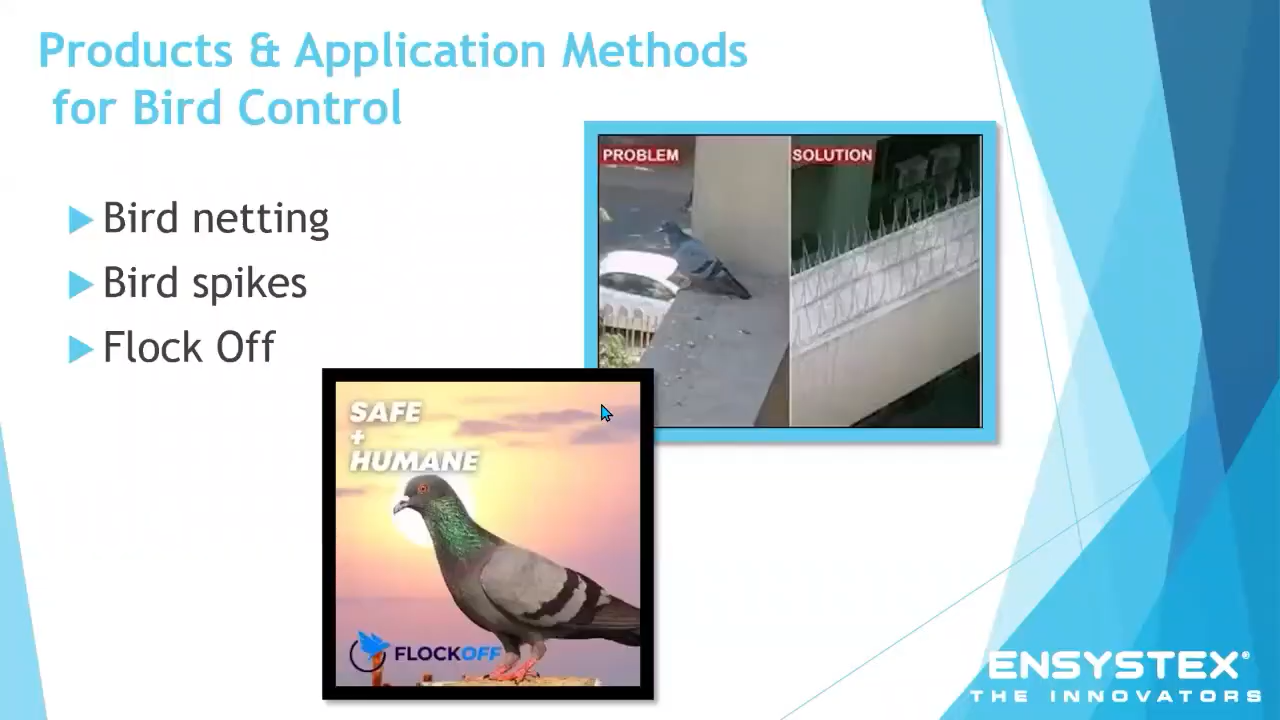 Products & Application Methods
for Bird Control
Bird netting
Bird spikes
Flock Off
PROBLEM
SOLUTION
SAFE
+
HUMANE
FLOCKOFF
ENSYSTEX®
THE INNOVATORS